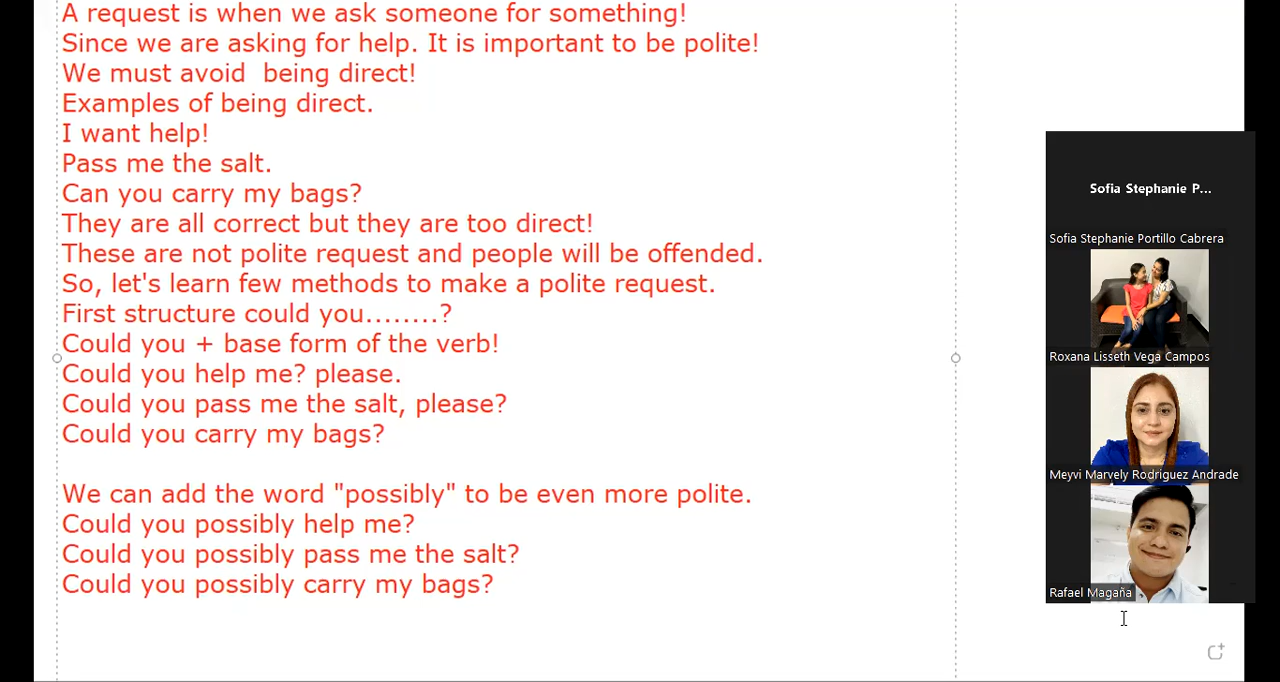 A request is when we ask someone for something!
Since we are asking for help. It is important to be polite!
We must avoid  being direct!
Examples of being direct.
I want help!
Pass me the salt.
Can you carry my bags?
They are all correct but they are too direct!
These are not polite request and people will be offended.
So, let's learn few methods to make a polite request.
First structure could you........?
Could you + base form of the verb!
Could you help me? please.
Could you pass me the salt, please?
Could you carry my bags?
We can add the word "possibly" to be even more polite.
Could you possibly help me?
Could you possibly pass me the salt?
Could you possibly carry my bags?
Sofia Stephanie P...
Sofia Stephanie Portillo Cabrera
Roxana Lisseth Vega Campos
Meyvi Marvely Rodriguez Andrade
Rafael Magaña